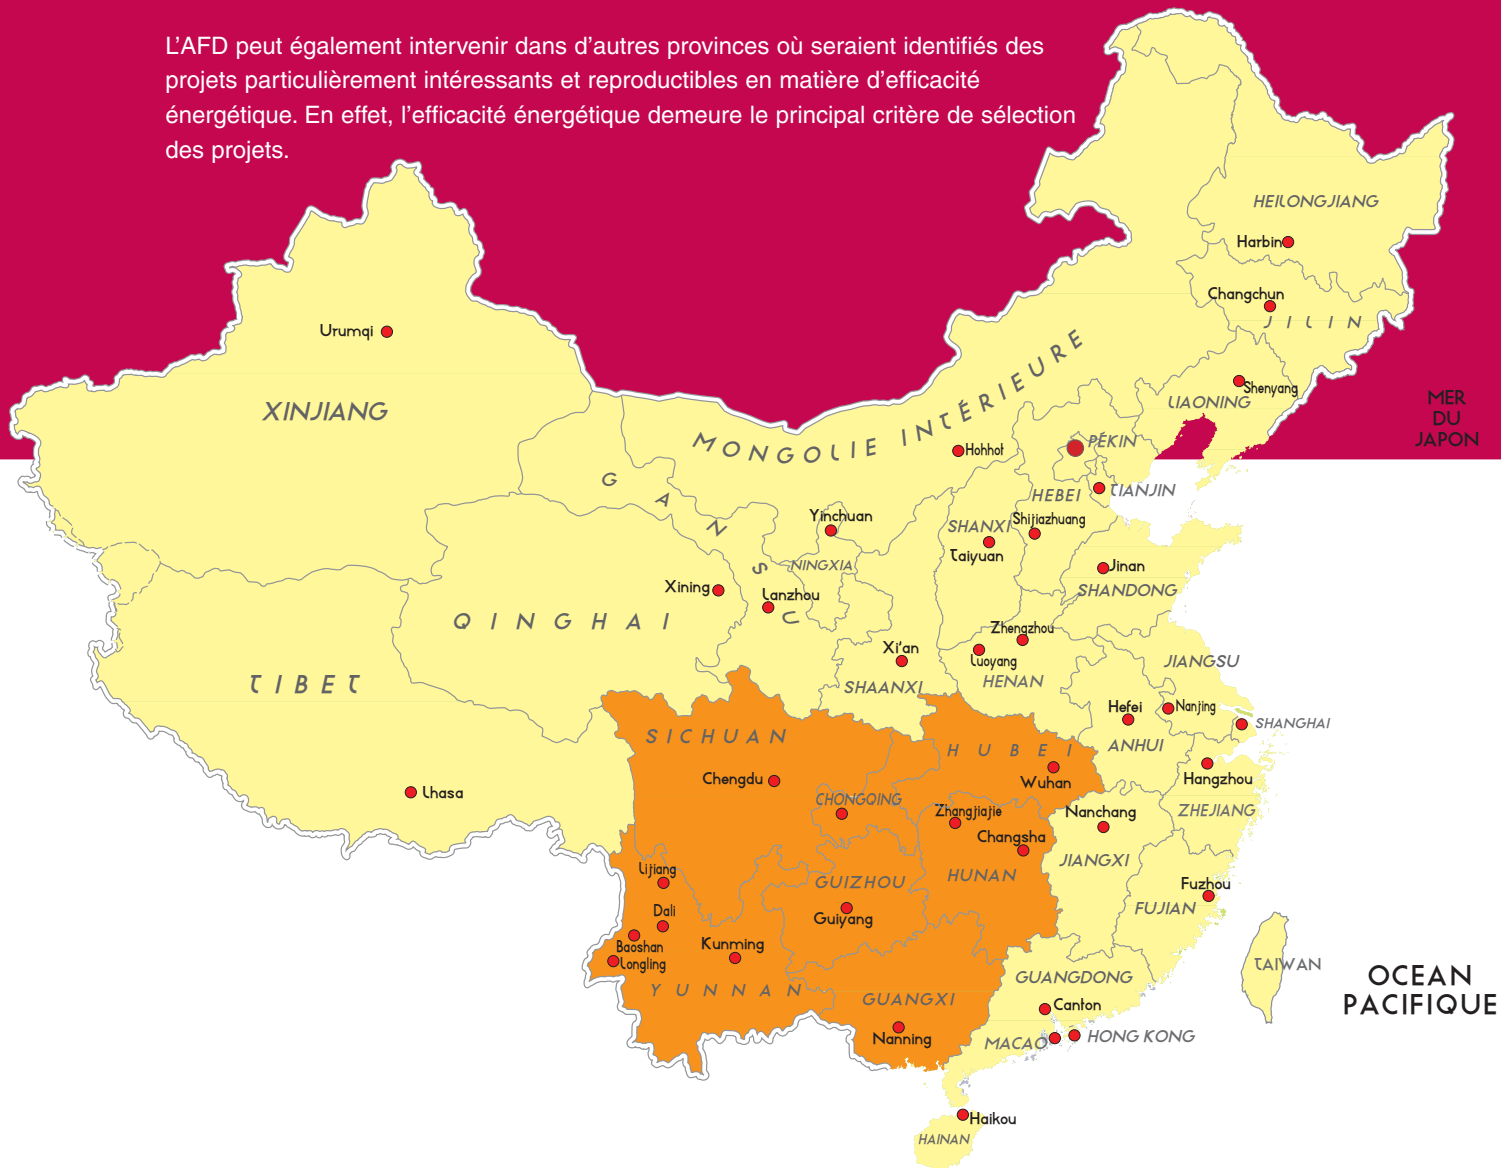 L'AFD peut également intervenir dans d'autres provinces où seraient identifiés des
projets particulièrement intéressants et reproductibles en matière d'efficacité
énergétique. En effet, l'efficacité énergétique demeure le principal critère de sélection
des projets.
HEILONGJIANG
Harbin
Changchun
JILIN
Urumqi
Shenyang
LIAONING
MER
DU
JAPON
XINJIANG
MONGOLIE INTÉRIEURE
Hohhot
PÉKIN
GANSU
TIANJIN
HEBEI
Yinchuan
SHANXI
Shijiazhuang
Taiyuan
NINGXIA
Jinan
SHANDONG
Xining
Lanzhou
QINGHAI
Zhengzhou
Xi'an
Luoyang
JIANGSU
TIBET
SHAANXI
HENAN
Hefei
Nanjing
SHANGHAI
SICHUAN
HUBEI
ANHUI
Chengdu
Wuhan
Hangzhou
Lhasa
CHONGQING
Zhangjiajie
Nanchang
ZHEJIANG
Changsha
JIANGXI
Lijiang
GUIZHOU
HUNAN
Fuzhou
Dali
Guiyang
FUJIAN
Baoshan
Kunming
Longling
TAIWAN
GUANGDONG
OCEAN
PACIFIQUE
YUNNAN
GUANGXI
Canton
Nanning
MACAO
HONG KONG
Haikou
HAINAN